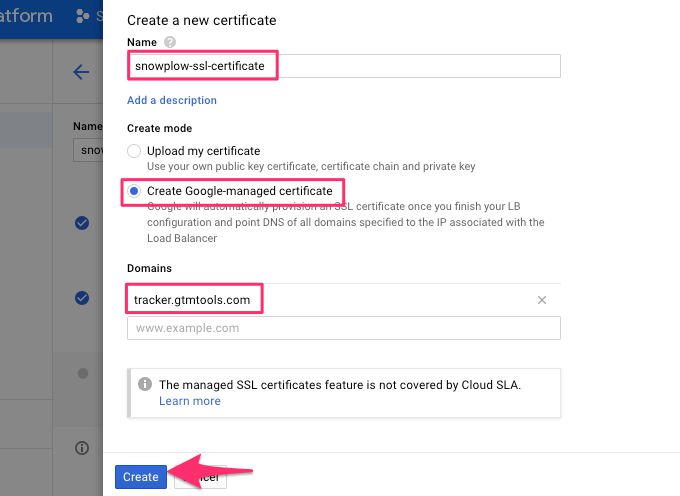 atform
S
Create a new certificate
Name ?
snowplow-ssl-certificate
Add a description
Name
Create mode
snov
Upload my certificate
Use your own public key certificate, certificate chain and private key
Create Google-managed certificate
Google will automatically provision an SSL certificate once you finish your LB
configuration and point DNS of all domains specified to the IP associated with the
Load Balancer
Domains
tracker.gtmtools.com
www.example.com
The managed SSL certificates feature is not covered by Cloud SLA.
Learn more
Create